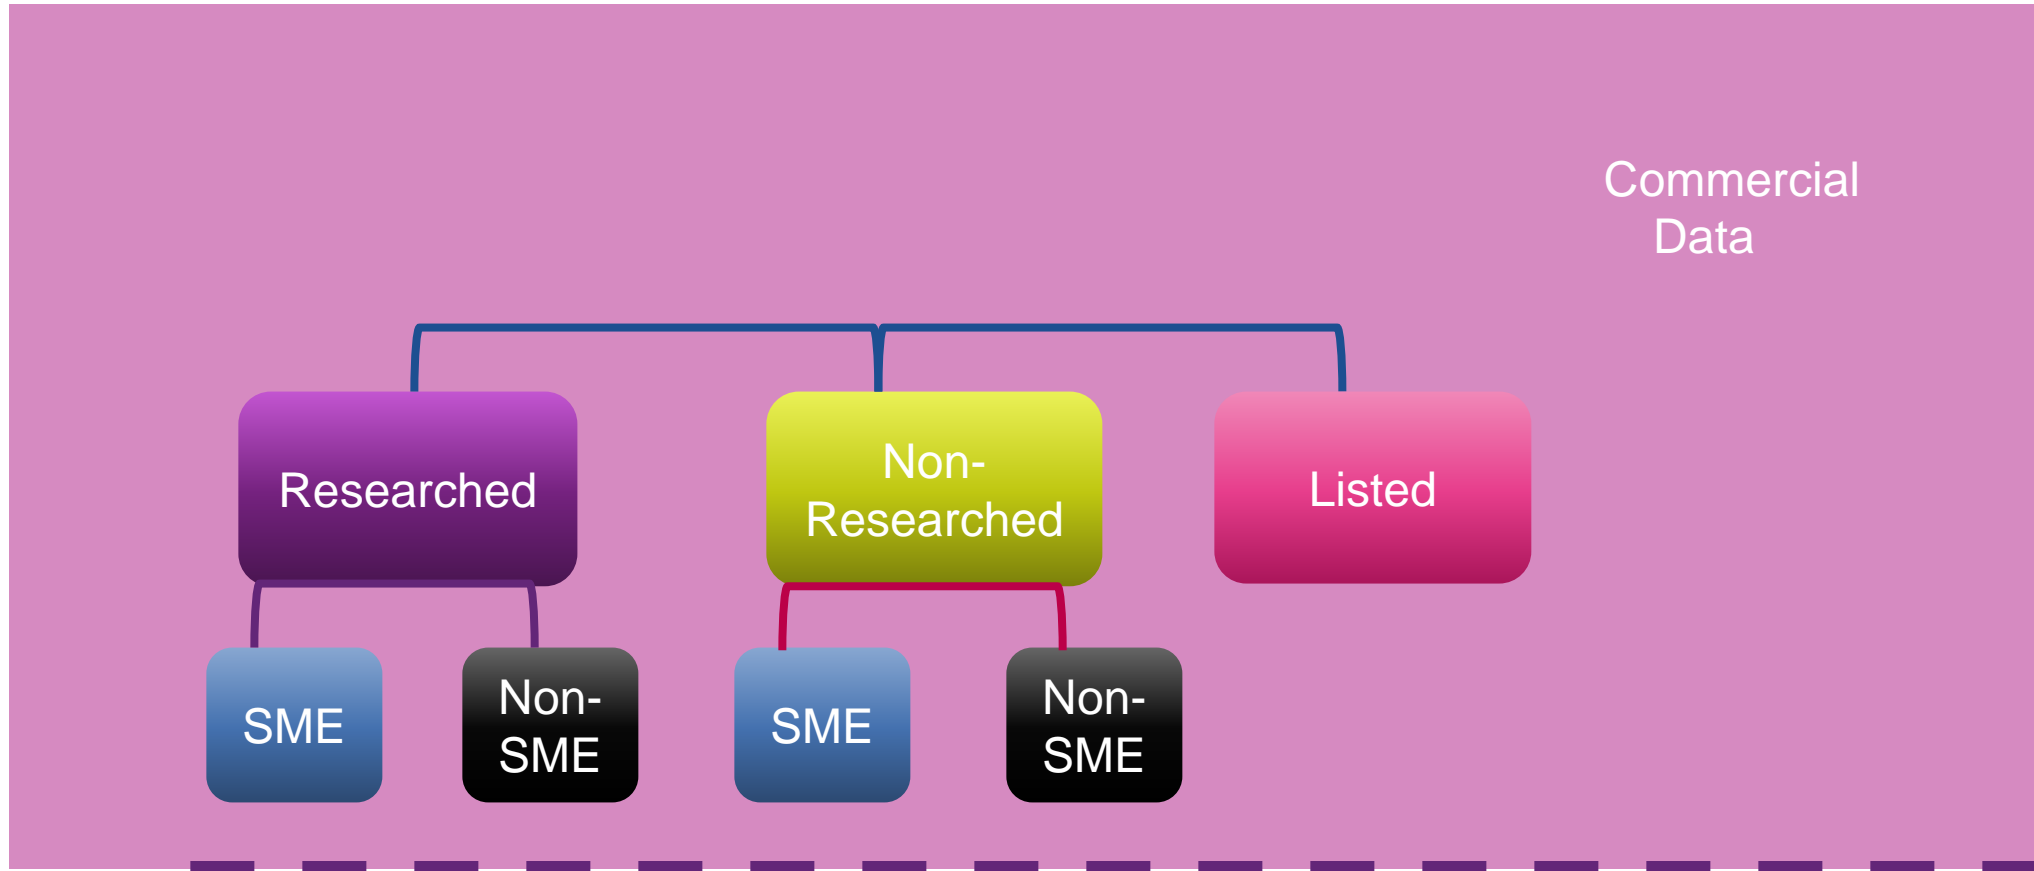 Commercial
Data
Researched
Non-
Researched
Listed
SME
Non-
SME
SME
Non-
SME